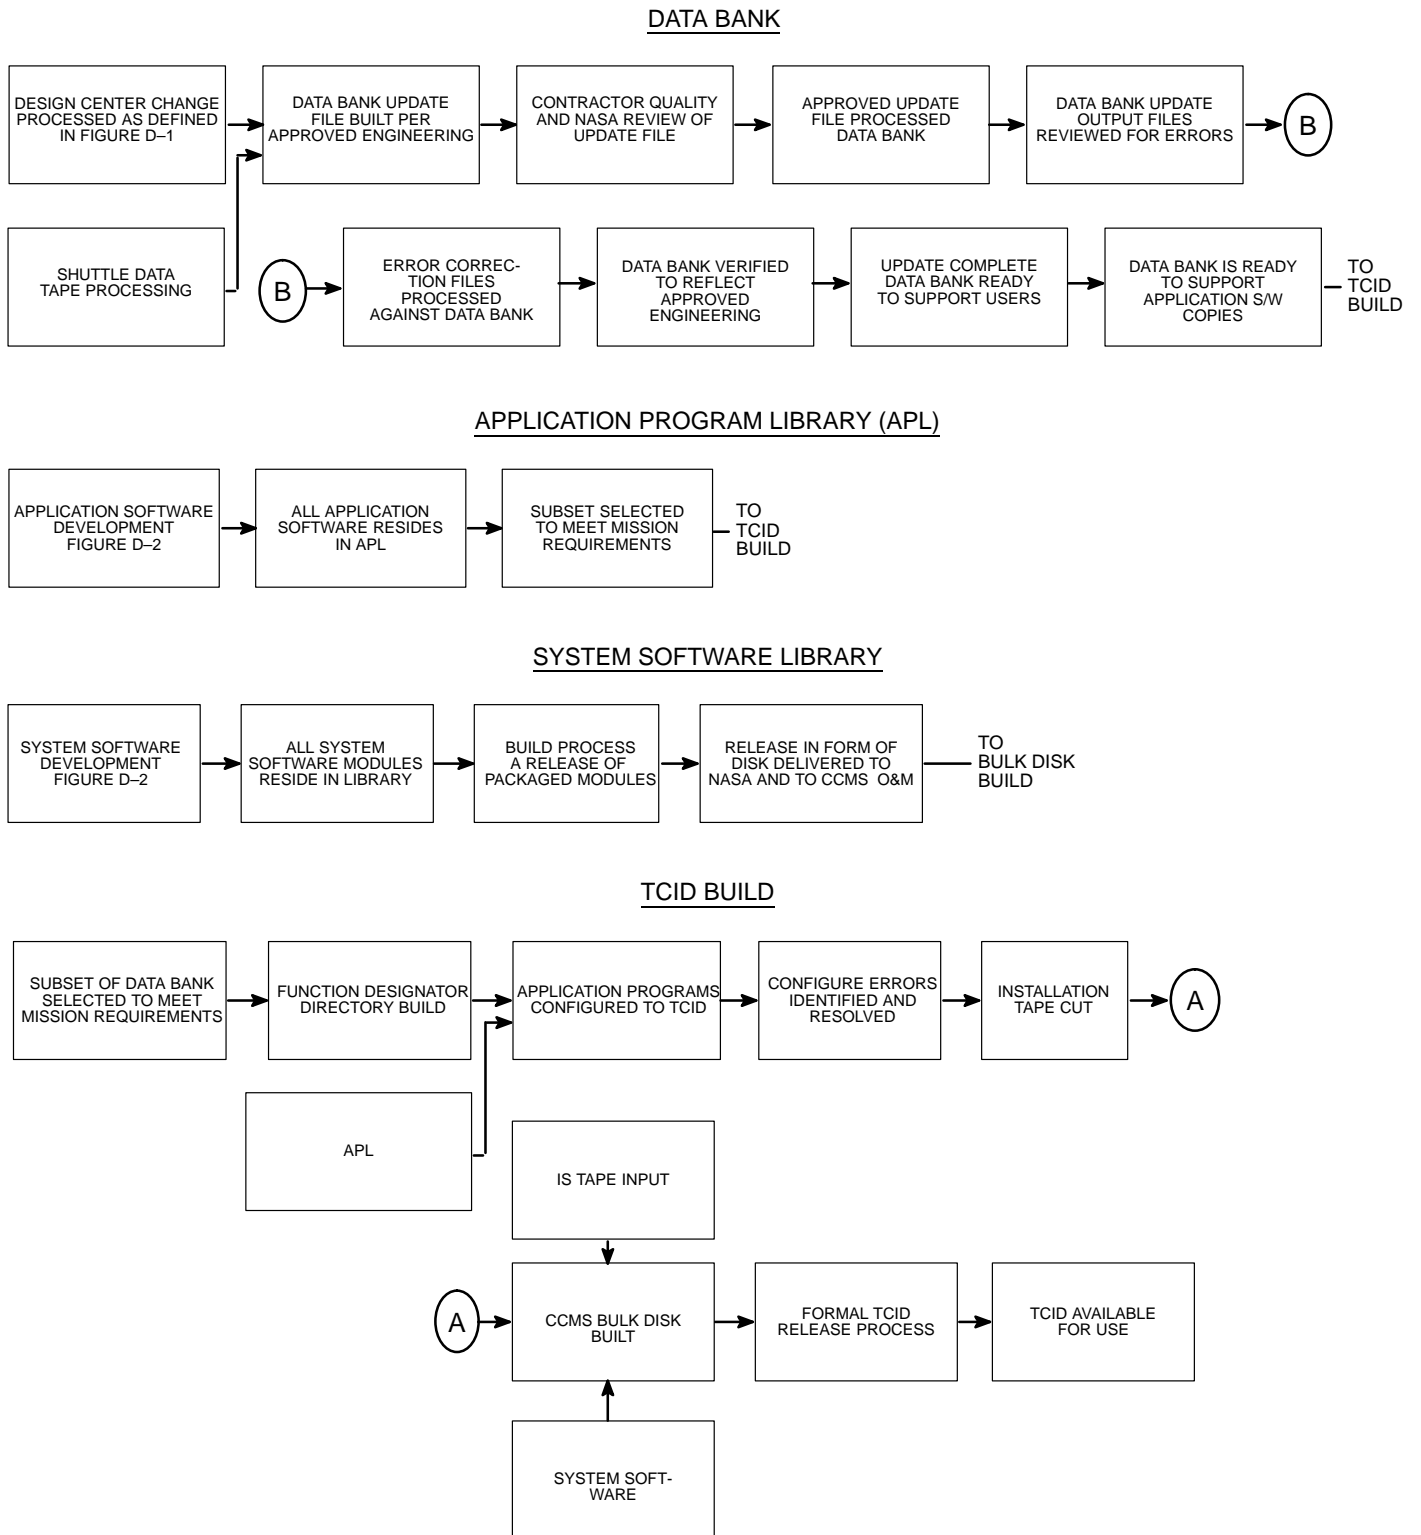 DATA BANK
DESIGN CENTER CHANGE
PROCESSED AS DEFINED
IN FIGURE D–1
DATA BANK UPDATE
FILE BUILT PER
APPROVED ENGINEERING
CONTRACTOR QUALITY
AND NASA REVIEW OF
UPDATE FILE
APPROVED UPDATE
FILE PROCESSED
DATA BANK
DATA BANK UPDATE
OUTPUT FILES
REVIEWED FOR ERRORS
B
SHUTTLE DATA
TAPE PROCESSING
B
ERROR CORREC-
TION FILES
PROCESSED
AGAINST DATA BANK
DATA BANK VERIFIED
TO REFLECT
APPROVED
ENGINEERING
UPDATE COMPLETE
DATA BANK READY
TO SUPPORT USERS
DATA BANK IS READY
TO SUPPORT
APPLICATION S/W
COPIES
TO
TCID
BUILD
APPLICATION PROGRAM LIBRARY (APL)
APPLICATION SOFTWARE
DEVELOPMENT
FIGURE D–2
ALL APPLICATION
SOFTWARE RESIDES
IN APL
SUBSET SELECTED
TO MEET MISSION
REQUIREMENTS
TO
TCID
BUILD
SYSTEM SOFTWARE LIBRARY
SYSTEM SOFTWARE
DEVELOPMENT
FIGURE D–2
ALL SYSTEM
SOFTWARE MODULES
RESIDE IN LIBRARY
BUILD PROCESS
A RELEASE OF
PACKAGED MODULES
RELEASE IN FORM OF
DISK DELIVERED TO
NASA AND TO CCMS O&M
TO
BULK DISK
BUILD
TCID BUILD
SUBSET OF DATA BANK
SELECTED TO MEET
MISSION REQUIREMENTS
FUNCTION DESIGNATOR
DIRECTORY BUILD
APPLICATION PROGRAMS
CONFIGURED TO TCID
CONFIGURE ERRORS
IDENTIFIED AND
RESOLVED
INSTALLATION
TAPE CUT
A
APL
IS TAPE INPUT
A
CCMS BULK DISK
BUILT
FORMAL TCID
RELEASE PROCESS
TCID AVAILABLE
FOR USE
SYSTEM SOFT-
WARE